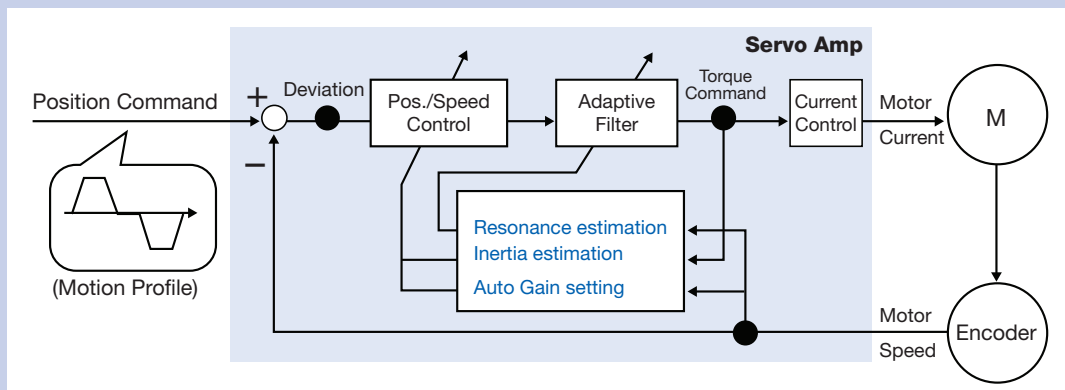 Servo Amp
Position Command
+
−
Deviation
Pos./Speed
Control
Adaptive
Filter
Torque
Command
Current
Control
Motor
Current
M
(Motion Profile)
Resonance estimation
Inertia estimation
Auto Gain setting
Motor
Speed
Encoder